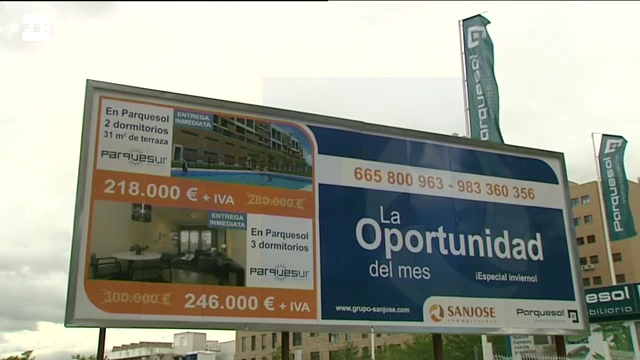 EFE
En Parquesol
2 dormitorios
31 m² de terraza
ENTREGA
INMEDIATA
parquesur
218.000 € + IVA
280.000 €
ENTREGA
INMEDIATA
En Parquesol
3 dormitorios
parquesur
300.000 €
246.000 € + IVA
665 800 963 - 983 360 356
La
Oportunidad
del mes
¡Especial invierno!
www.grupo-sanjose.com
SANJOSE
inmobiliaria
Parquesol
Parquesol
Parquesol
Parquesol